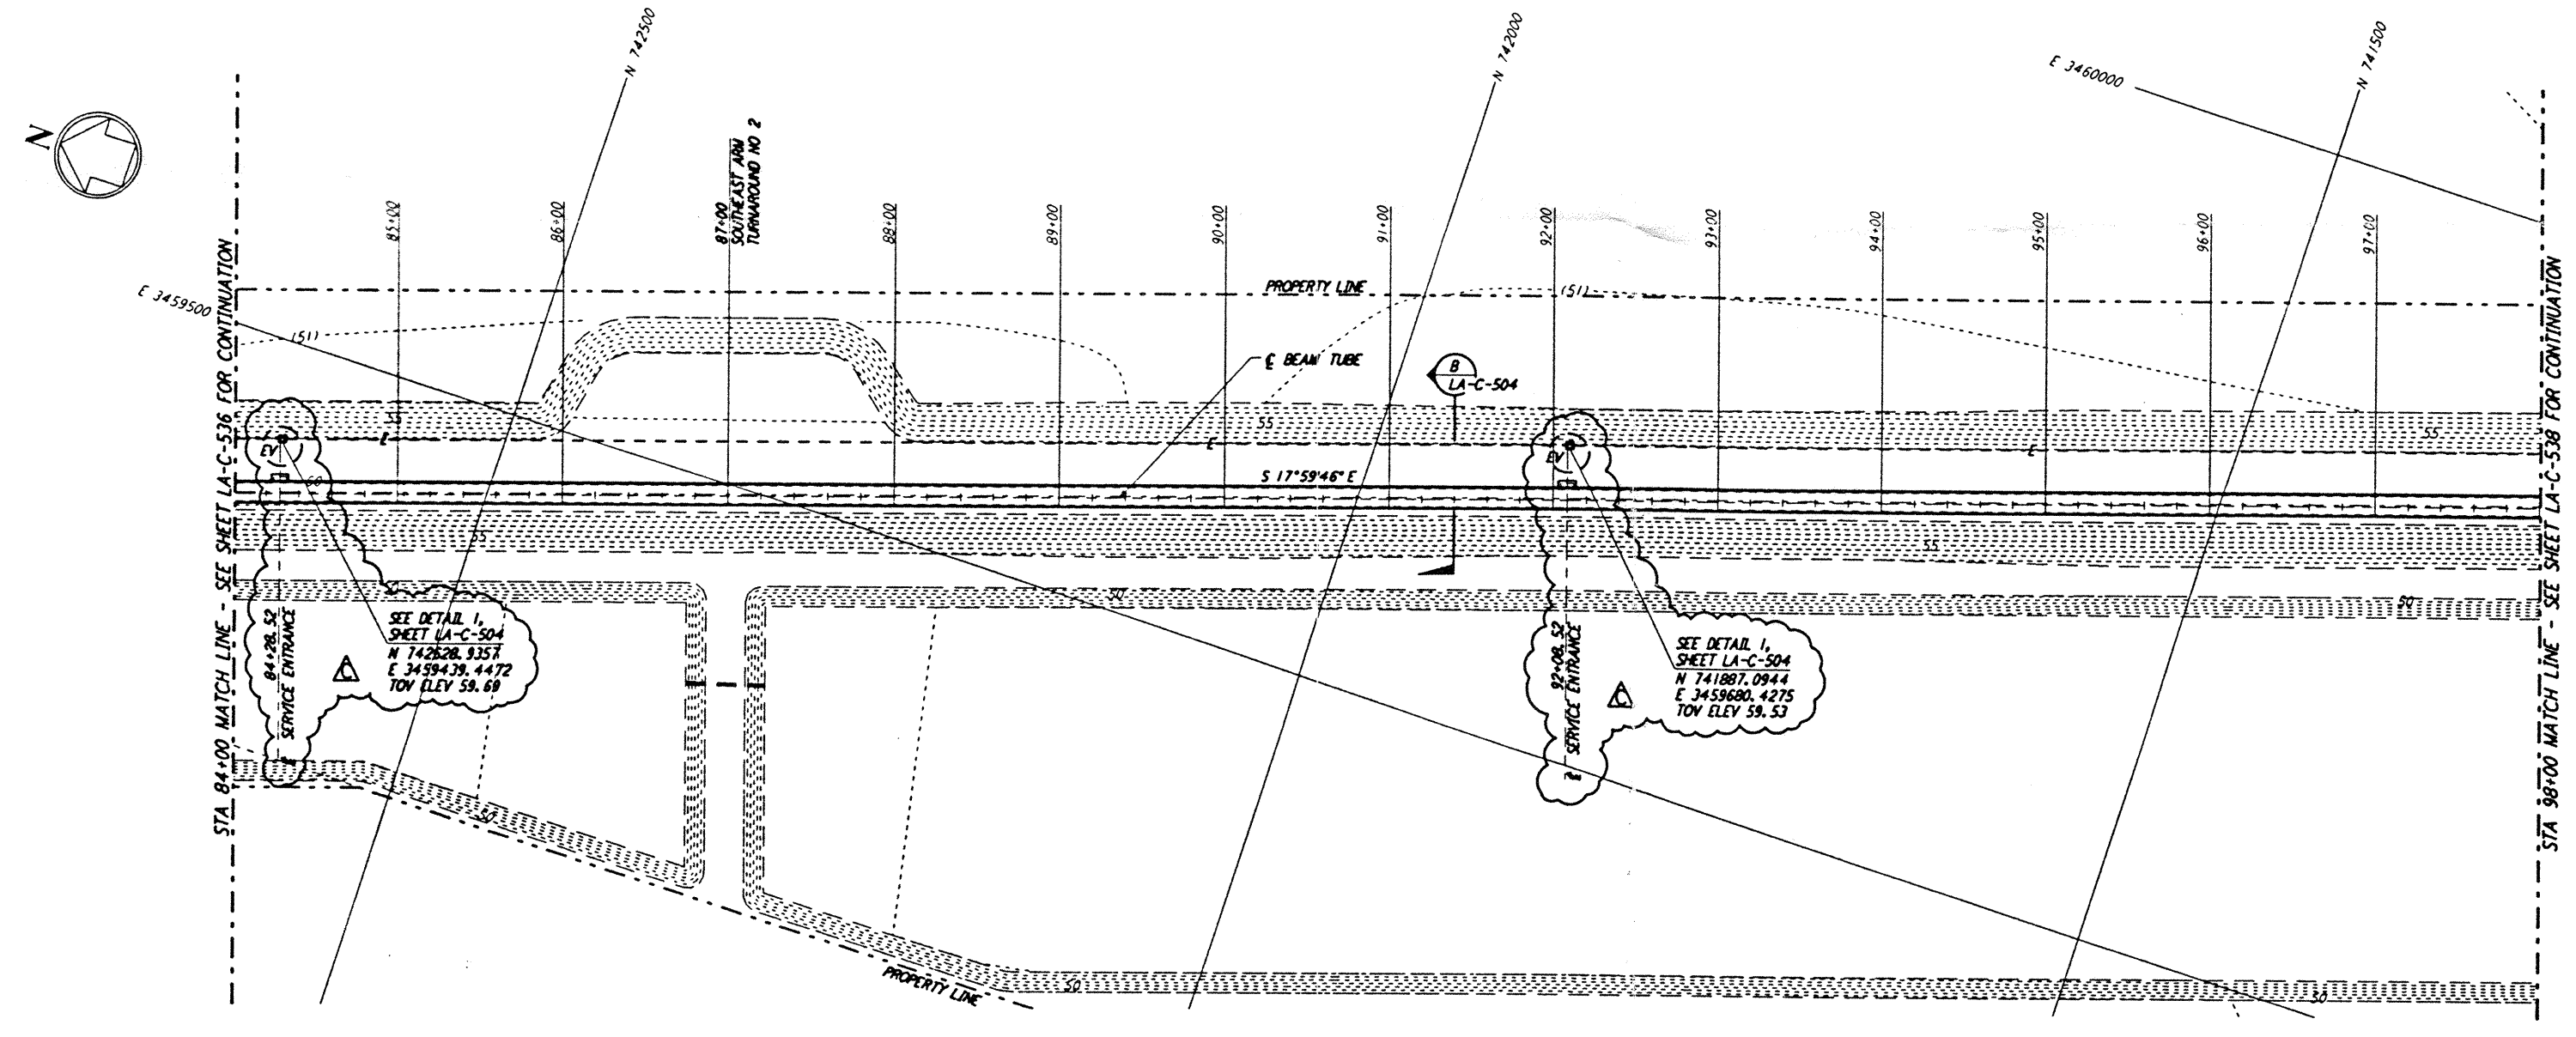 N
N 742500
N 742000
N 741500
E 3460000
E 3459500
87+00
SOUTHEAST ARM
TURNAROUND NO 2
85+00
86+00
88+00
89+00
90+00
91+00
92+00
93+00
94+00
95+00
96+00
97+00
PROPERTY LINE
(51)
(51)
℄ BEAM TUBE
B
LA-C-504
55
55
55
E
E
E
EV
EV
60
S 17°59'46" E
55
55
50
50
STA 84+00 MATCH LINE - SEE SHEET LA-C-536 FOR CONTINUATION
84+28.52
℄ SERVICE ENTRANCE
SEE DETAIL 1,
SHEET LA-C-504
N 742628.9357
E 3459439.4472
TOV ELEV 59.69
C
92+08.52
℄ SERVICE ENTRANCE
SEE DETAIL 1,
SHEET LA-C-504
N 741887.0944
E 3459680.4275
TOV ELEV 59.53
C
50
PROPERTY LINE
50
50
STA 98+00 MATCH LINE - SEE SHEET LA-C-538 FOR CONTINUATION